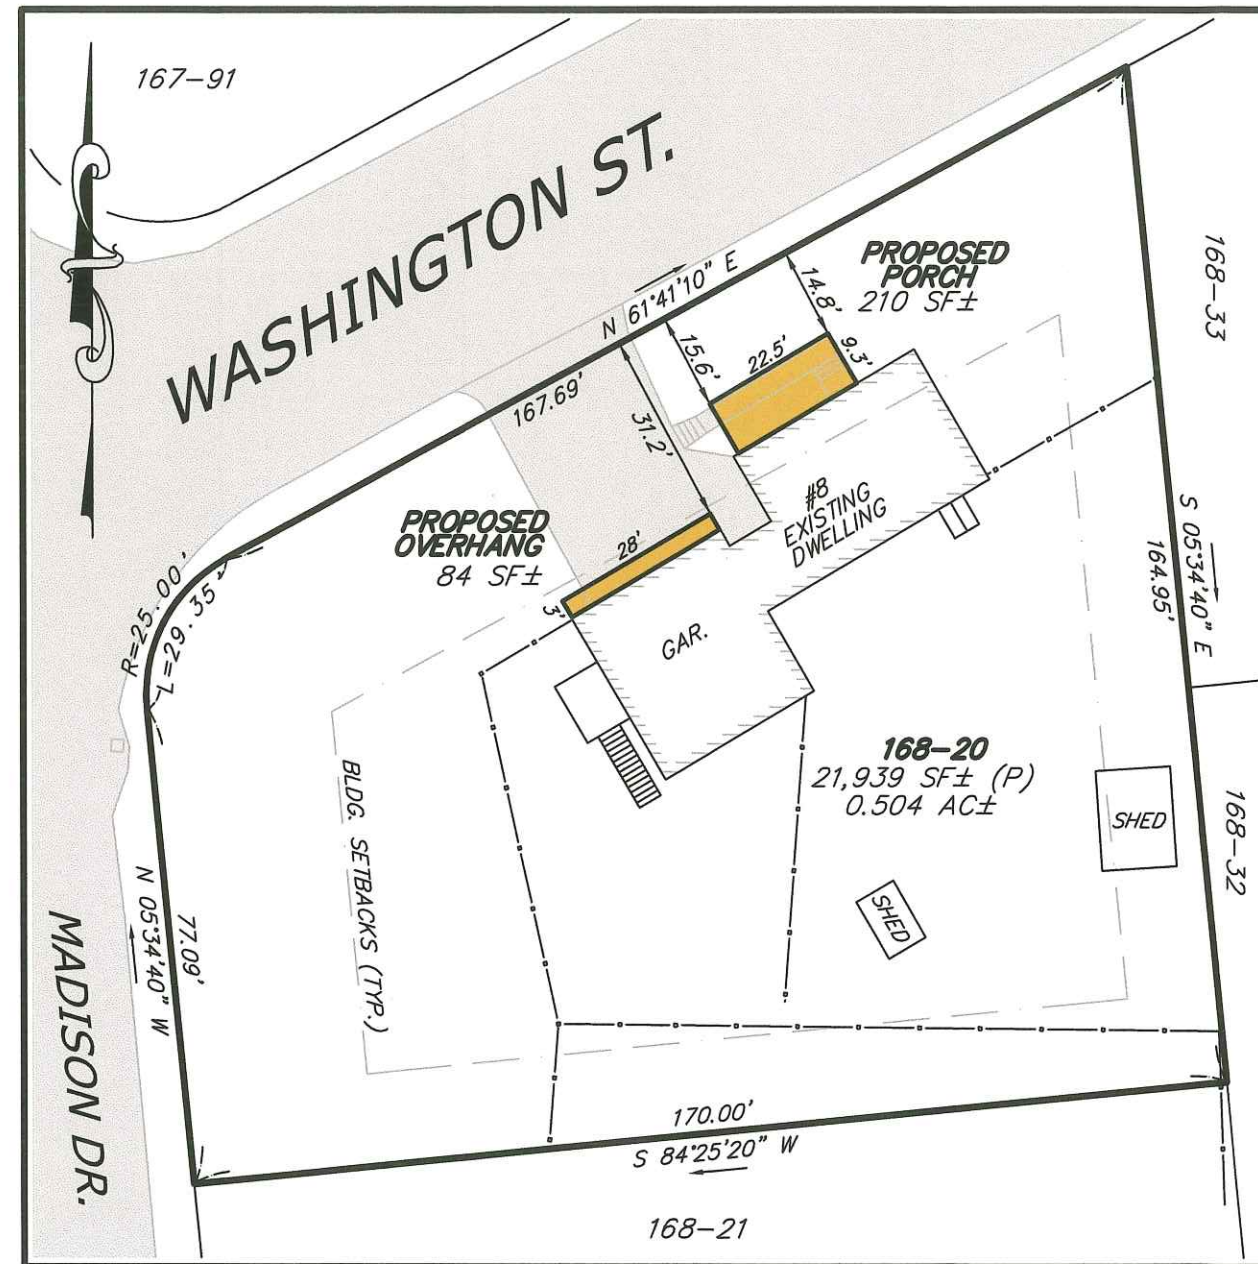 167-91
WASHINGTON ST.
N 61°41'10" E
167.69'
PROPOSED
PORCH
210 SF±
14.8'
15.6'
22.5'
9.3'
31.2'
168-33
#8
EXISTING
DWELLING
PROPOSED
OVERHANG
84 SF±
28'
3'
GAR.
R=25.00'
L=29.35'
S 05°34'40" E
164.95'
168-20
21,939 SF± (P)
0.504 AC±
SHED
SHED
168-32
BLDG. SETBACKS (TYP.)
N 05°34'40" W
77.09'
MADISON DR.
170.00'
S 84°25'20" W
168-21